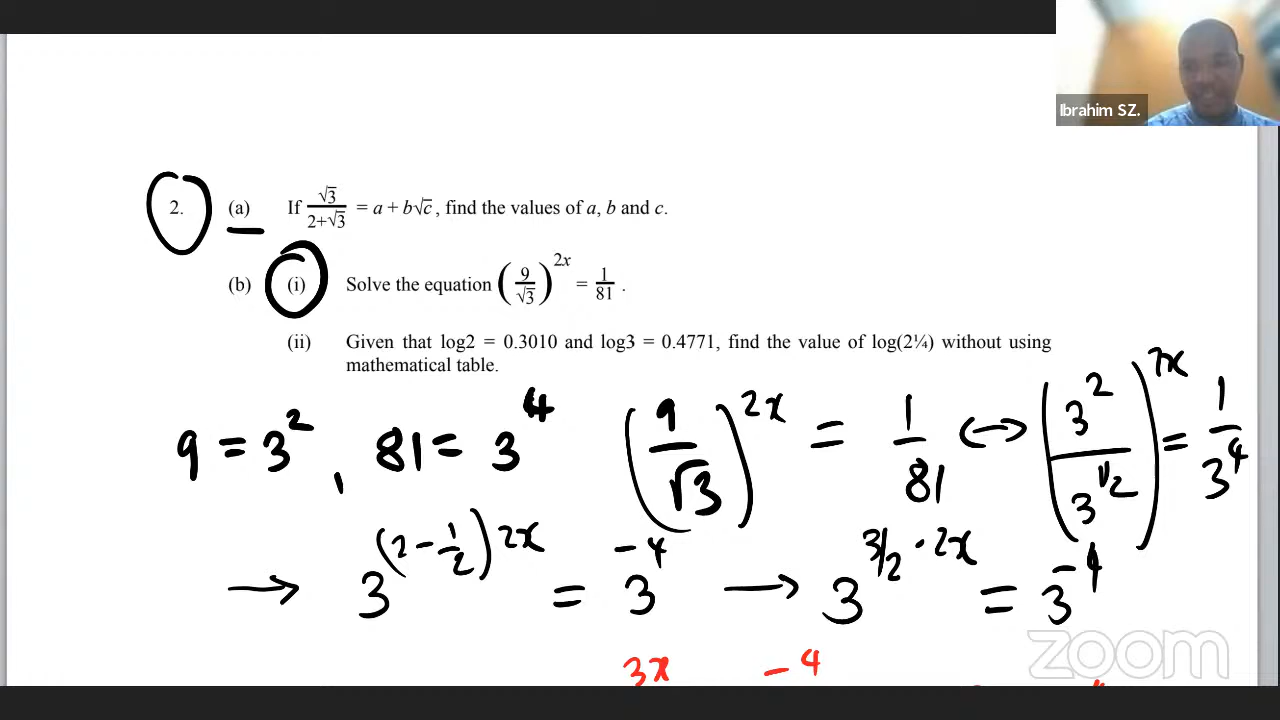 Ibrahim SZ.
2. (a) If √3/(2+√3) = a + b√c, find the values of a, b and c.
(b) (i) Solve the equation (9/√3)^2x = 1/81 .
(ii) Given that log2 = 0.3010 and log3 = 0.4771, find the value of log(2¼) without using
mathematical table.
9 = 3^2 , 81 = 3^4 (9/√3)^2x = 1/81 ↔ (3^2/3^1/2)^2x = 1/3^4
→ 3^(2 - 1/2)2x = 3^-4 → 3^3/2 · 2x = 3^-4
3x -4
zoom